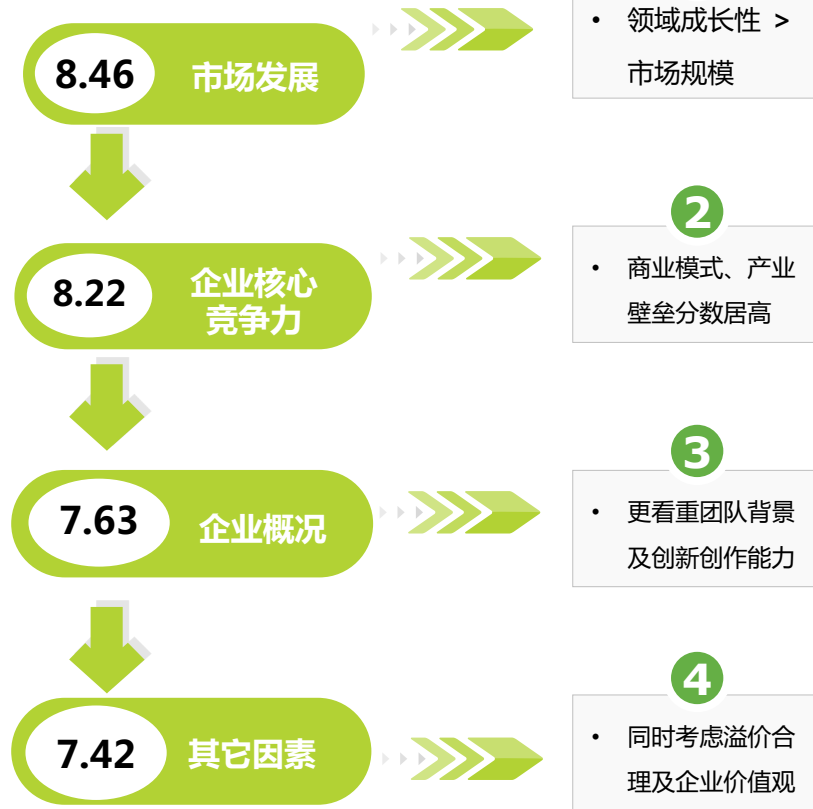 8.46
市场发展
领域成长性 >
市场规模
8.22
企业核心
竞争力
2
商业模式、产业
壁垒分数居高
7.63
企业概况
3
更看重团队背景
及创新创作能力
7.42
其它因素
4
同时考虑溢价合
理及企业价值观